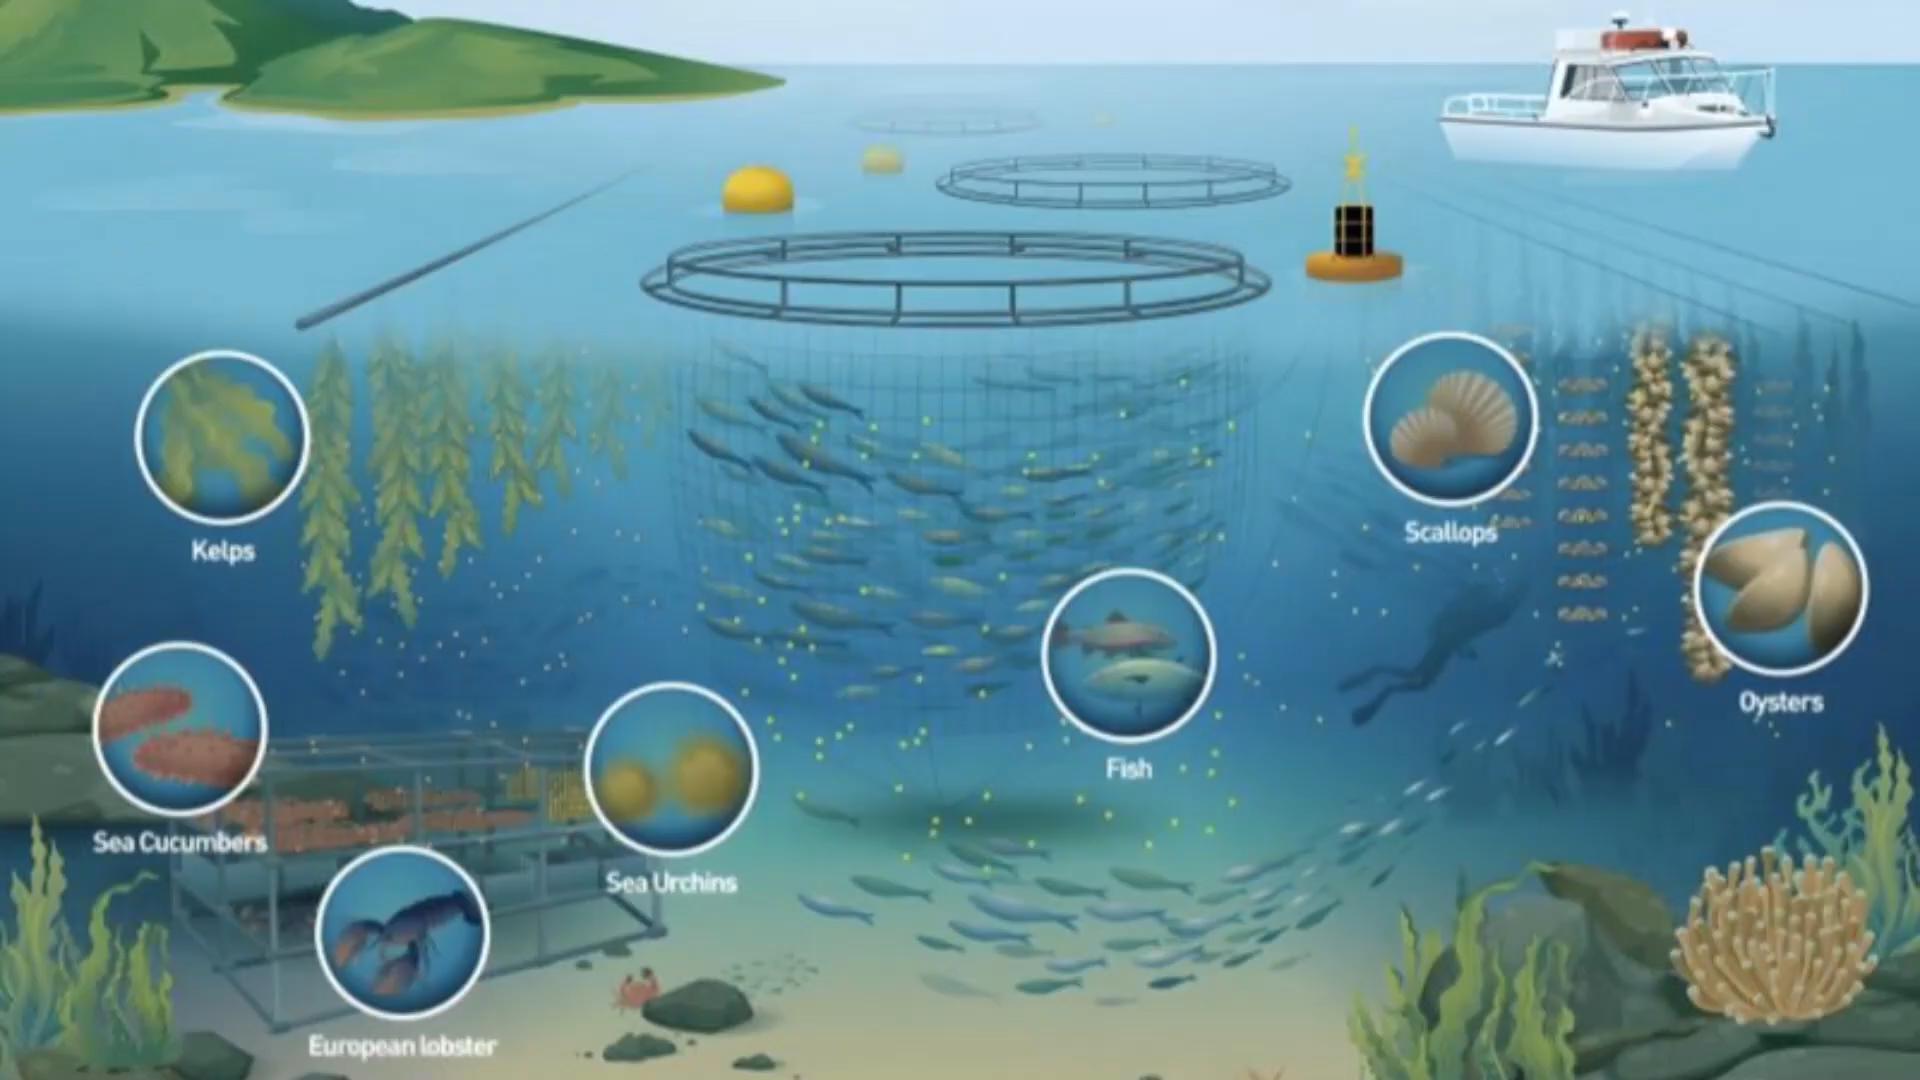 Kelps
Scallops
Oysters
Fish
Sea Cucumbers
Sea Urchins
European lobster